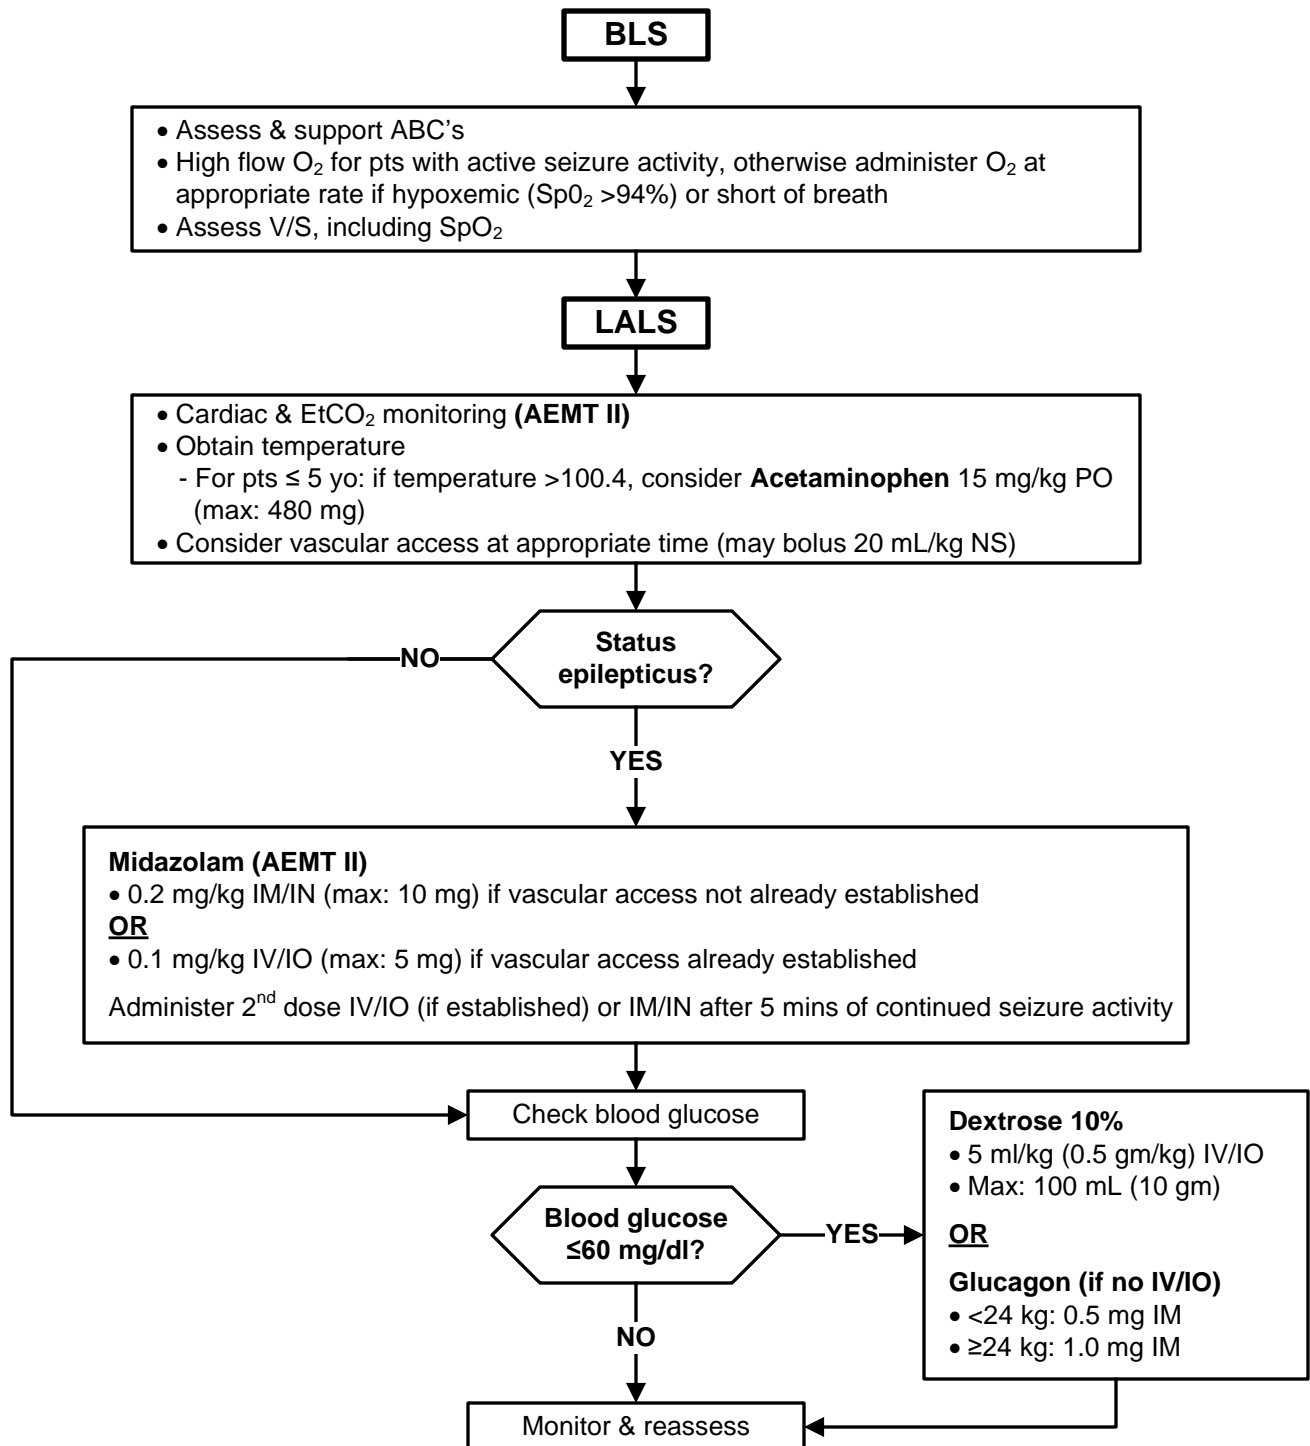 BLS
• Assess & support ABC’s
• High flow O₂ for pts with active seizure activity, otherwise administer O₂ at
appropriate rate if hypoxemic (Sp0₂ >94%) or short of breath
• Assess V/S, including SpO₂
LALS
• Cardiac & EtCO₂ monitoring (AEMT II)
• Obtain temperature
- For pts ≤ 5 yo: if temperature >100.4, consider Acetaminophen 15 mg/kg PO
(max: 480 mg)
• Consider vascular access at appropriate time (may bolus 20 mL/kg NS)
Status
epilepticus?
NO
YES
Midazolam (AEMT II)
• 0.2 mg/kg IM/IN (max: 10 mg) if vascular access not already established
OR
• 0.1 mg/kg IV/IO (max: 5 mg) if vascular access already established
Administer 2nd dose IV/IO (if established) or IM/IN after 5 mins of continued seizure activity
Check blood glucose
Blood glucose
≤60 mg/dl?
YES
Dextrose 10%
• 5 ml/kg (0.5 gm/kg) IV/IO
• Max: 100 mL (10 gm)
OR
Glucagon (if no IV/IO)
• <24 kg: 0.5 mg IM
• ≥24 kg: 1.0 mg IM
NO
Monitor & reassess